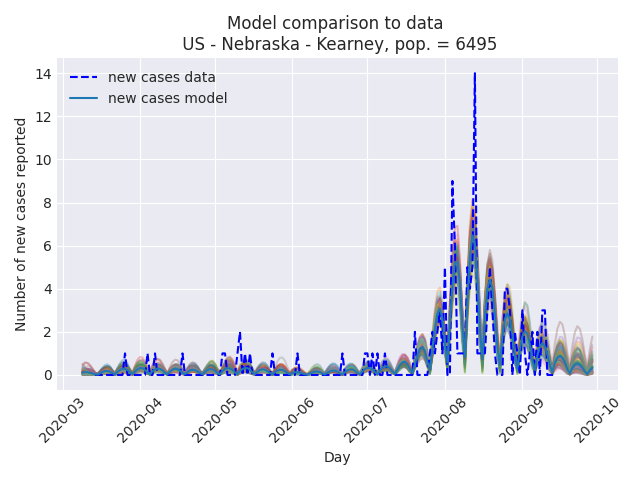 Model comparison to data
US - Nebraska - Kearney, pop. = 6495
new cases data
new cases model
Number of new cases reported
14
12
10
8
6
4
2
0
2020-03
2020-04
2020-05
2020-06
2020-07
2020-08
2020-09
2020-10
Day